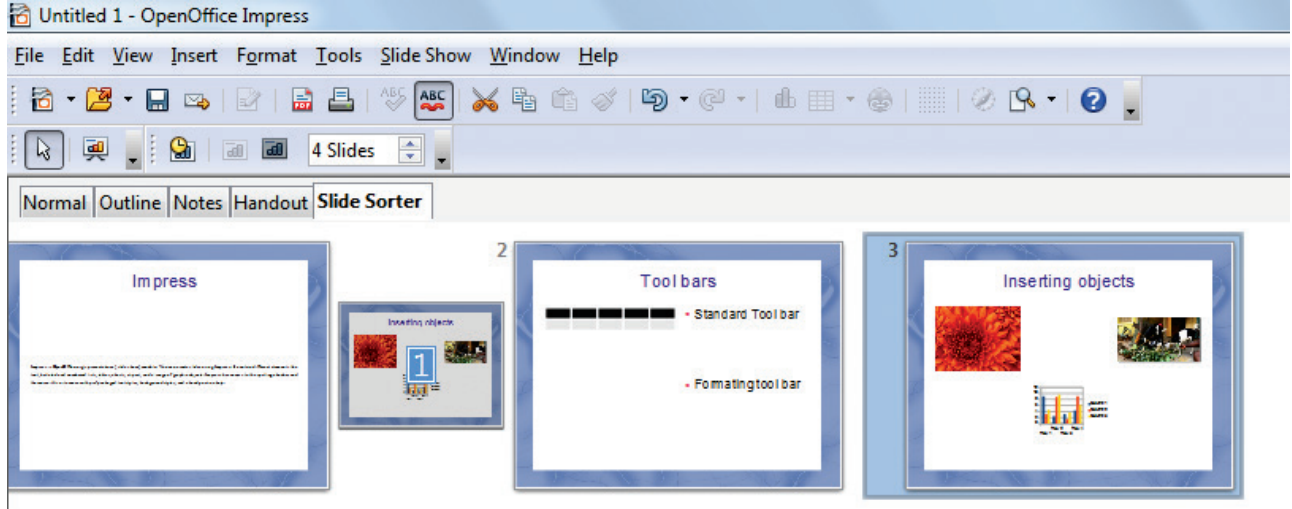 Untitled 1 - OpenOffice Impress
File Edit View Insert Format Tools Slide Show Window Help
4 Slides
Normal Outline Notes Handout Slide Sorter
2
3
Impress
Tool bars
Inserting objects
Inserting objects
Standard Tool bar
1
Formating tool bar